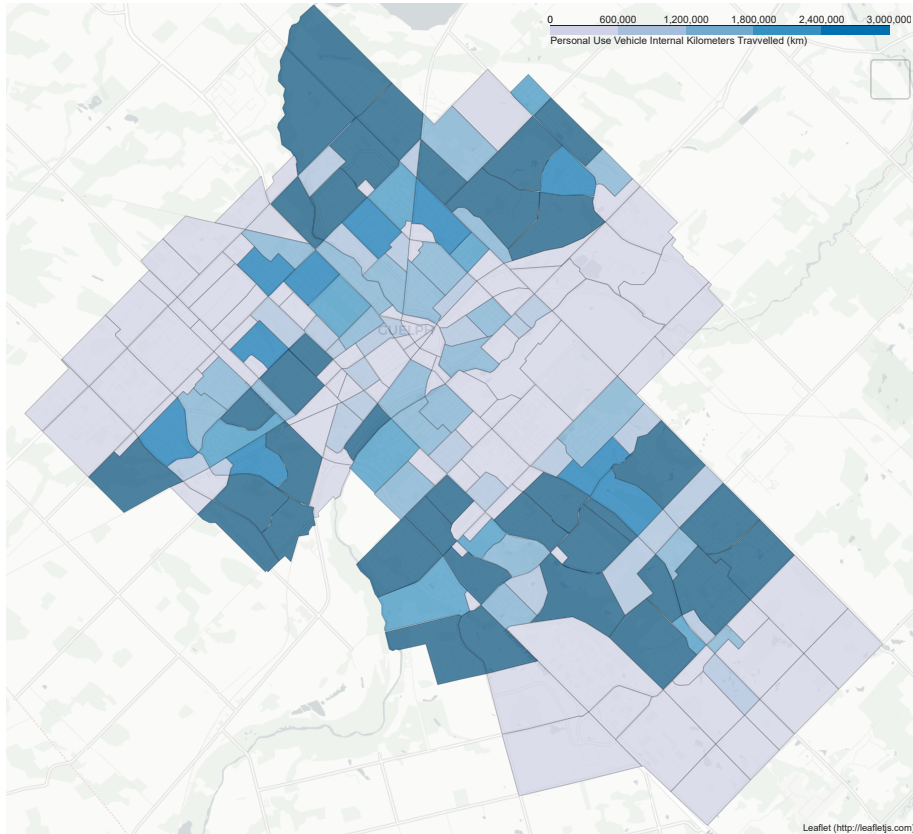 0 600,000 1,200,000 1,800,000 2,400,000 3,000,000
Personal Use Vehicle Internal Kilometers Travvelled (km)
GUELPH
Leaflet (http://leafletjs.com)